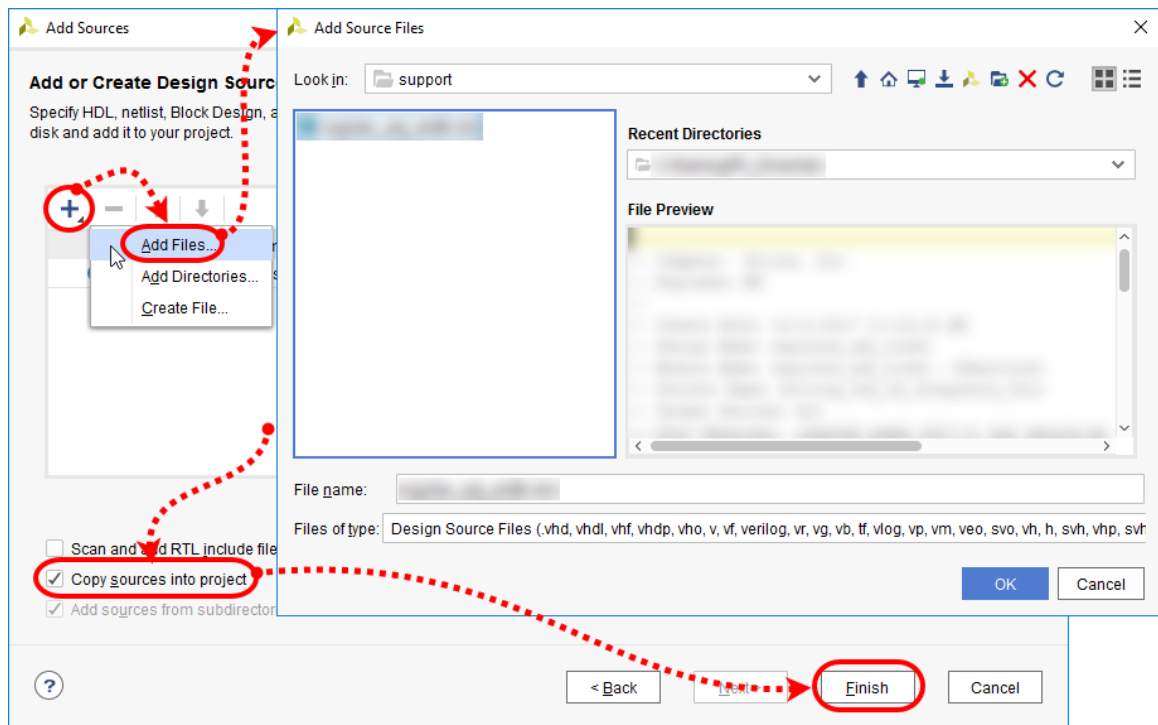 Add Sources
Add or Create Design Sourc
Specify HDL, netlist, Block Design, a
disk and add it to your project.
Add Files...
Add Directories...
Create File...
Scan and add RTL include file
Copy sources into project
Add sources from subdirector
?
< Back
Next >
Finish
Cancel
Add Source Files
Look in: support
Recent Directories
File Preview
File name:
Files of type: Design Source Files (.vhd, vhdl, vhf, vhdp, vho, v, vf, verilog, vr, vg, vb, tf, vlog, vp, vm, veo, svo, vh, h, svh, vhp, svh
OK
Cancel